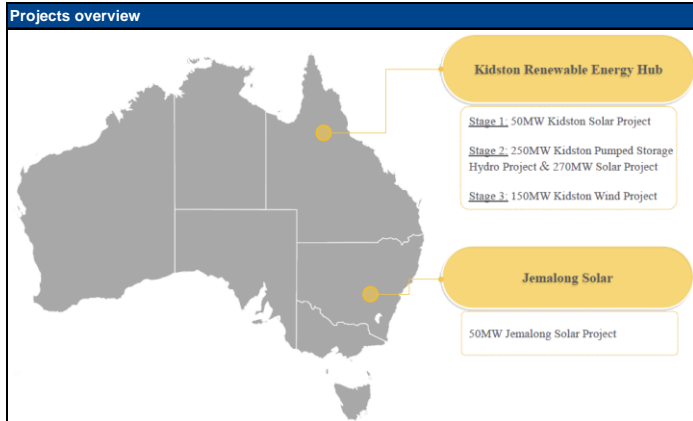 Projects overview
Kidston Renewable Energy Hub
Stage 1: 50MW Kidston Solar Project
Stage 2: 250MW Kidston Pumped Storage
Hydro Project & 270MW Solar Project
Stage 3: 150MW Kidston Wind Project
Jemalong Solar
50MW Jemalong Solar Project